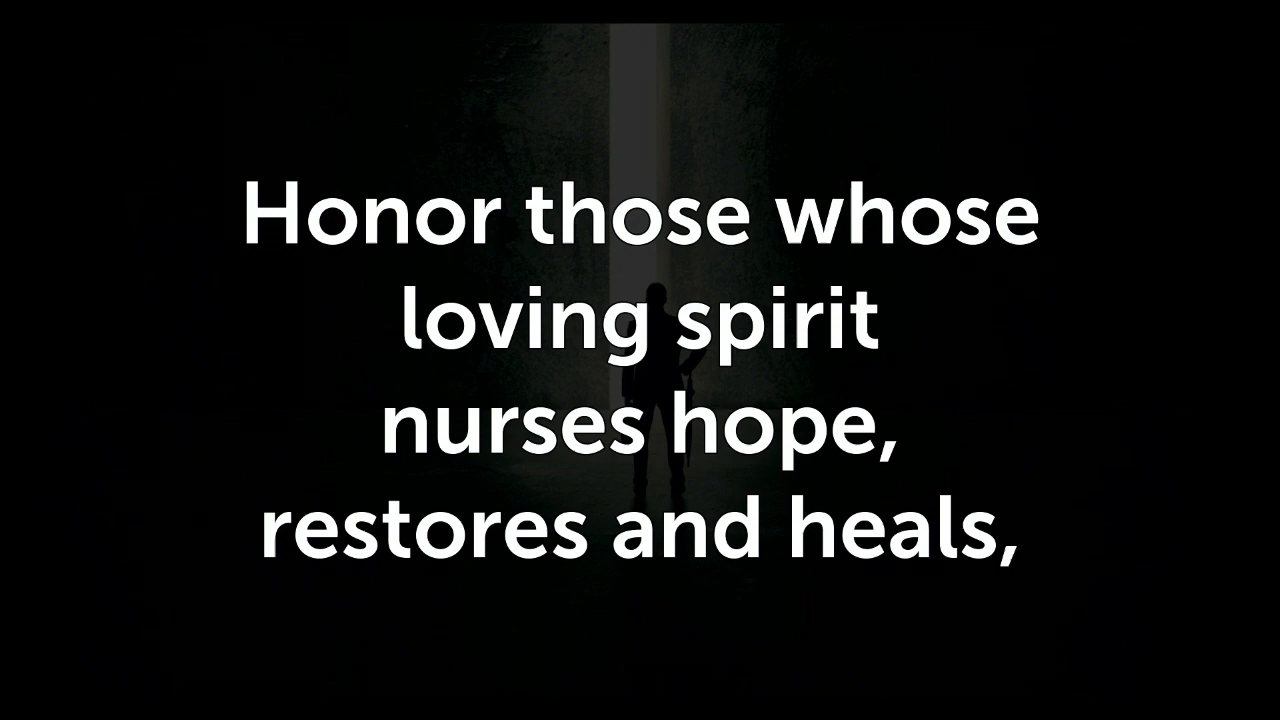 Honor those whose
loving spirit
nurses hope,
restores and heals,